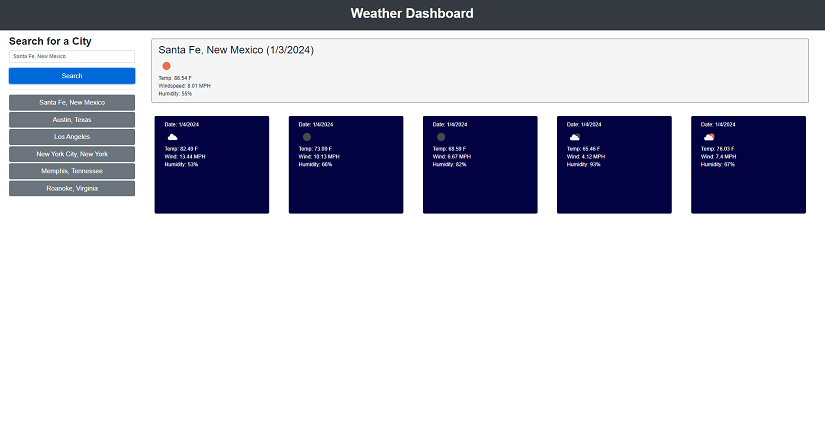 Weather Dashboard
Search for a City
Santa Fe, New Mexico
Search
Santa Fe, New Mexico
Austin, Texas
Los Angeles
New York City, New York
Memphis, Tennessee
Roanoke, Virginia
Santa Fe, New Mexico (1/3/2024)
Temp: 88.54 F
Windspeed: 8.01 MPH
Humidity: 55%
Date: 1/4/2024
Temp: 82.49 F
Wind: 13.44 MPH
Humidity: 53%
Date: 1/4/2024
Temp: 73.89 F
Wind: 10.13 MPH
Humidity: 66%
Date: 1/4/2024
Temp: 68.59 F
Wind: 6.67 MPH
Humidity: 82%
Date: 1/4/2024
Temp: 65.46 F
Wind: 4.12 MPH
Humidity: 93%
Date: 1/4/2024
Temp: 76.03 F
Wind: 7.4 MPH
Humidity: 67%